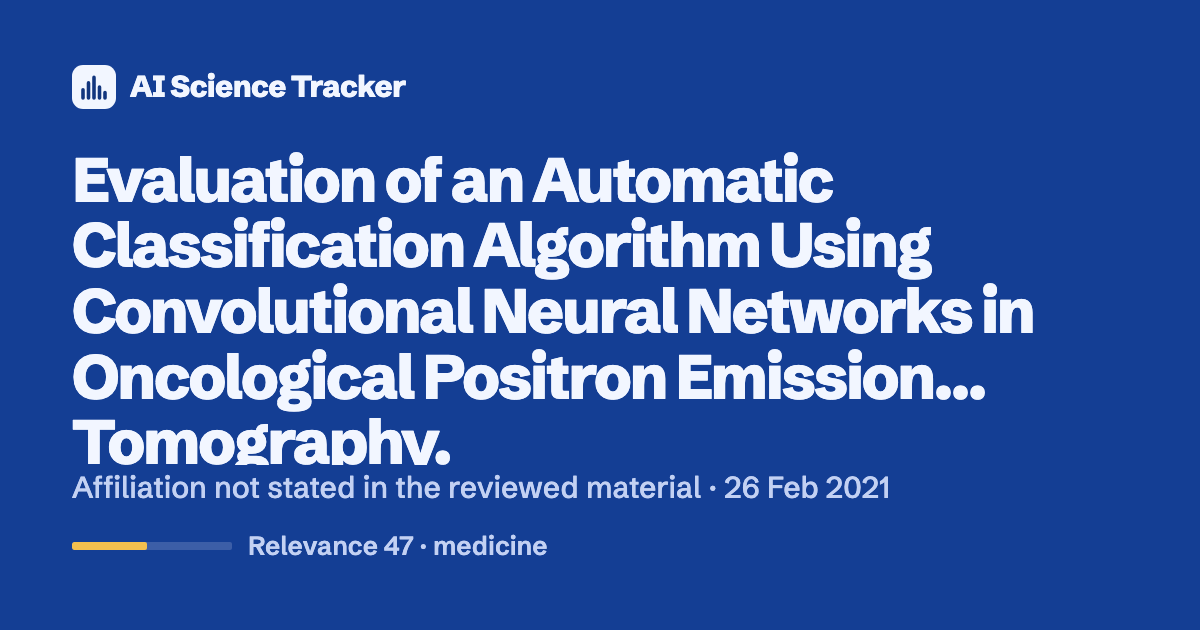 AI Science Tracker
Evaluation of an Automatic
Classification Algorithm Using
Convolutional Neural Networks in
Oncological Positron Emission...
Tomography.
Affiliation not stated in the reviewed material · 26 Feb 2021
Relevance 47 · medicine